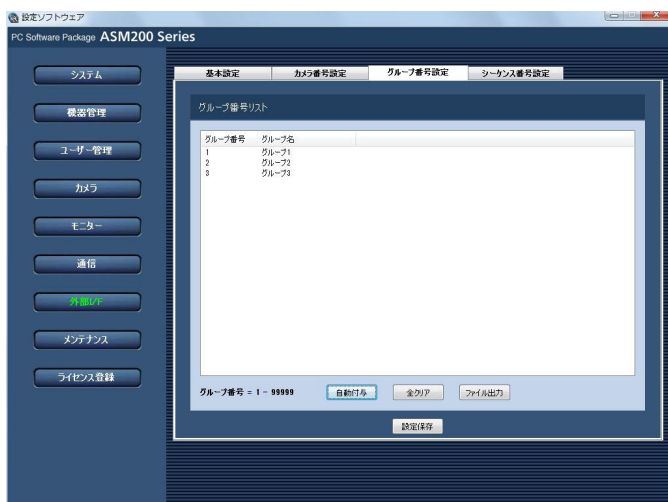 設定ソフトウェア
PC Software Package ASM200 Series
システム
機器管理
ユーザー管理
カメラ
モニター
通信
外部I/F
メンテナンス
ライセンス登録
基本設定 カメラ番号設定 グループ番号設定 シーケンス番号設定
グループ番号リスト
グループ番号 グループ名
1 グループ1
2 グループ2
3 グループ3
グループ番号 = 1 - 99999 自動付与 全クリア ファイル出力
設定保存